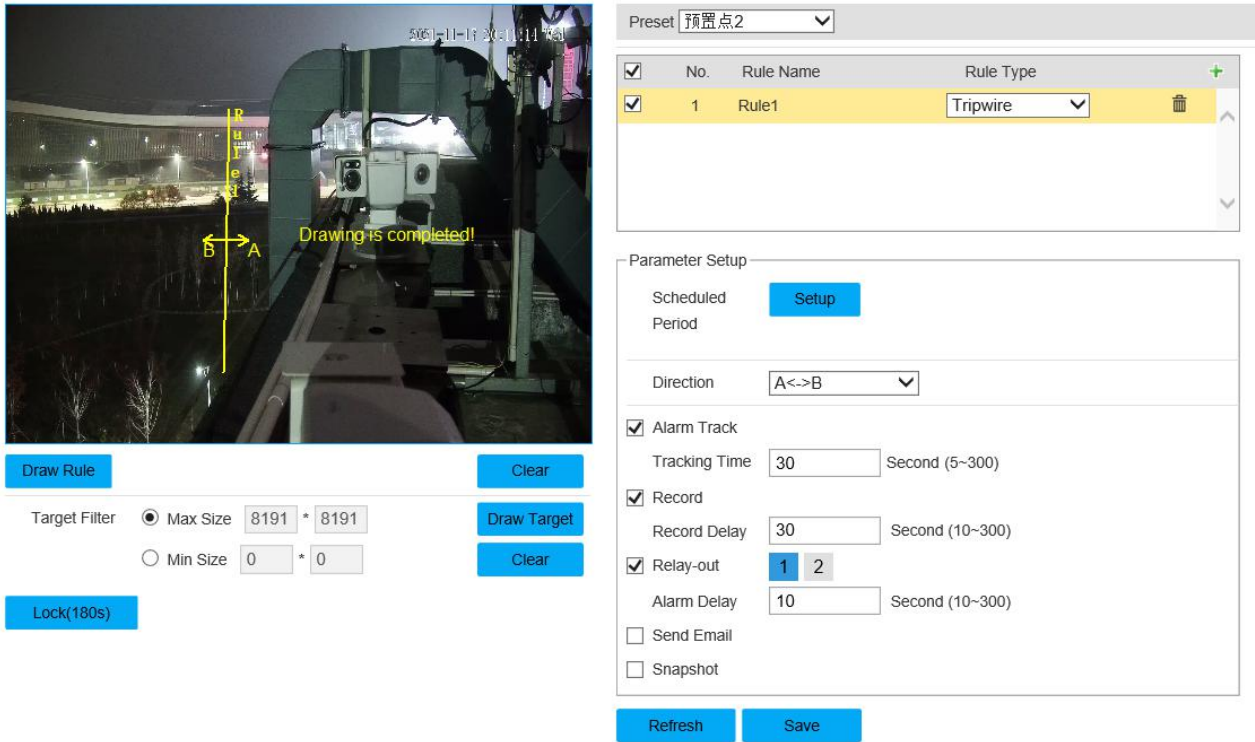 Preset 预置点2
No. Rule Name Rule Type
1 Rule1 Tripwire
Rule1
B A
Drawing is completed!
Draw Rule Clear
Target Filter Max Size 8191 * 8191 Draw Target
Min Size 0 * 0 Clear
Lock(180s)
Parameter Setup
Scheduled Setup
Period
Direction A<->B
Alarm Track
Tracking Time 30 Second (5~300)
Record
Record Delay 30 Second (10~300)
Relay-out 1 2
Alarm Delay 10 Second (10~300)
Send Email
Snapshot
Refresh Save